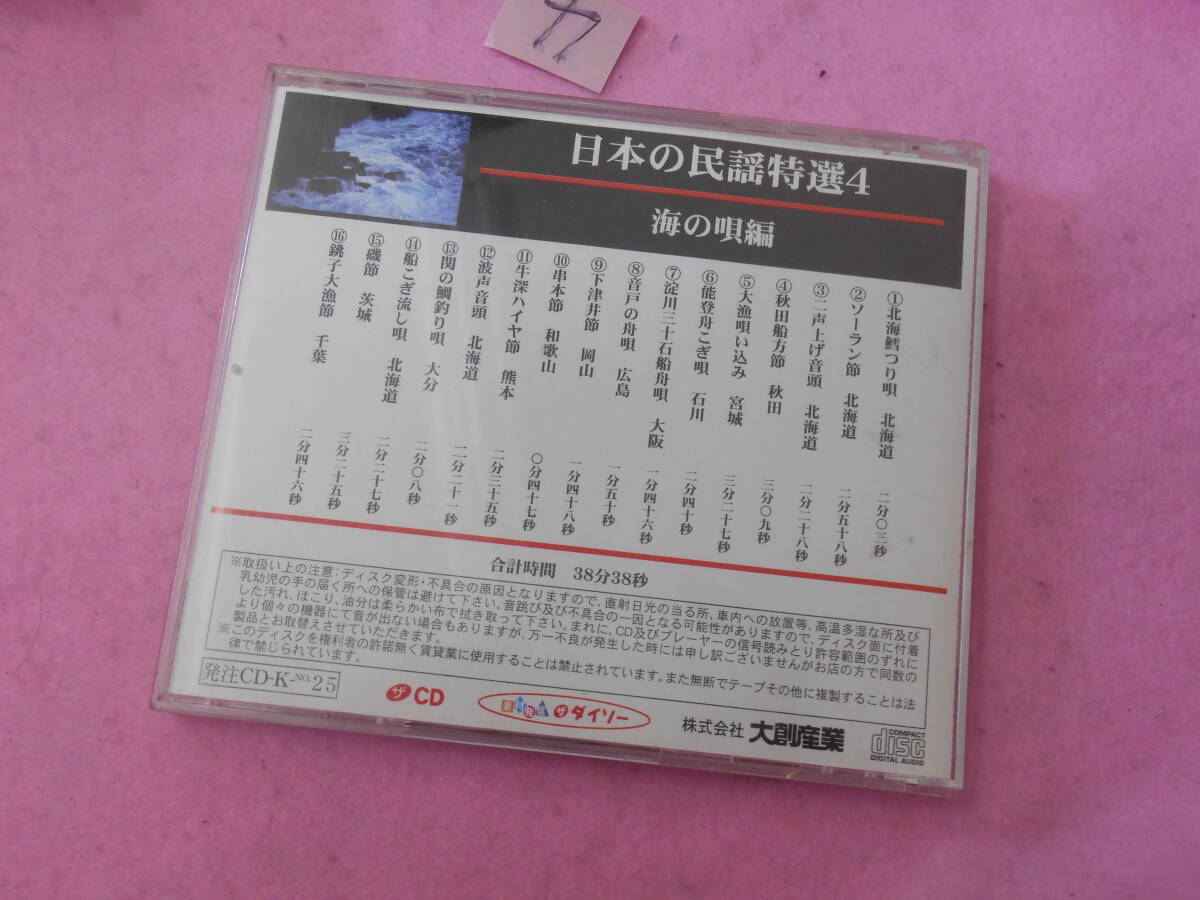 カ
日本の民謡特選4
海の唄編
①北海鱈つり唄 北海道 二分〇三秒
②ソーラン節 北海道 二分五十八秒
③二声上げ音頭 北海道 二分二十八秒
④秋田船方節 秋田 三分〇九秒
⑤大漁唄い込み 宮城 三分二十七秒
⑥能登舟こぎ唄 石川 二分四十秒
⑦淀川三十石船舟唄 大阪 一分四十六秒
⑧音戸の舟唄 広島 一分五十秒
⑨下津井節 岡山 一分四十八秒
⑩串本節 和歌山 〇分四十七秒
⑪牛深ハイヤ節 熊本 二分三十五秒
⑫波声音頭 北海道 二分二十一秒
⑬関の鯛釣り唄 大分 二分〇八秒
⑭船こぎ流し唄 北海道 二分二十七秒
⑮磯節 茨城 三分二十五秒
⑯銚子大漁節 千葉 二分四十六秒
合計時間 38分38秒
※取扱い上の注意:ディスク変形・不具合の原因となりますので、直射日光の当る所、車内への放置等、高温多湿な所及び
乳幼児の手の届く所への保管は避けて下さい。音跳び及び不具合の一因となる可能性がありますので、ディスク面に付着
した汚れ、ほこり、油分は柔らかい布で拭き取って下さい。まれに、CD及びプレーヤーの信号読みとり許容範囲のずれに
より個々の機器にて音が出ない場合もありますが、万一不良が発生した時には申し訳ございませんがお店の方で同数の
製品とお取替えさせていただきます。
※このディスクを権利者の許諾無く賃貸業に使用することは禁止されています。また無断でテープその他に複製することは法
律で禁じられています。
発注CD-K-NO.25
ザCD
ザダイソー
株式会社 大創産業
COMPACT
disc
DIGITAL AUDIO